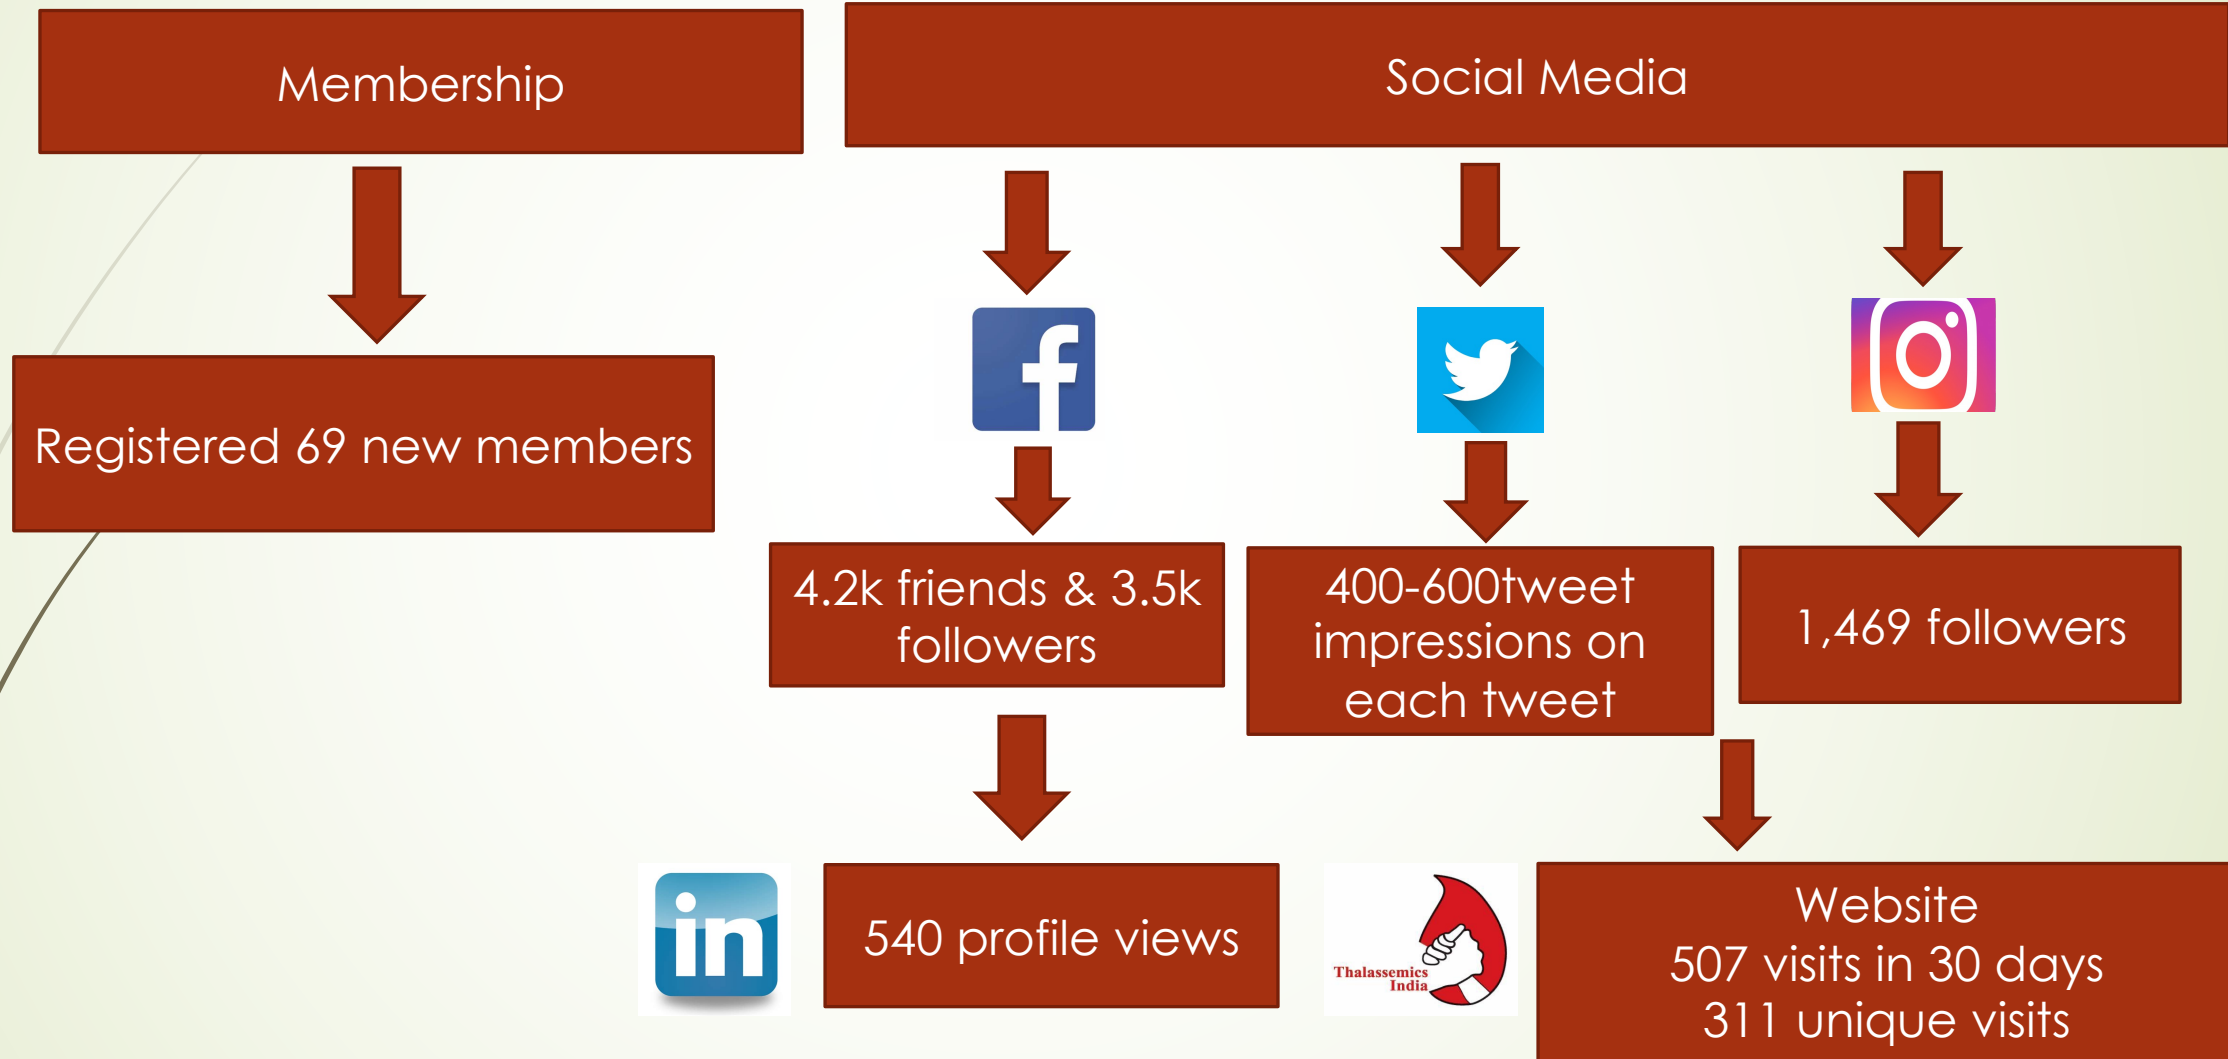 Membership
Social Media
Registered 69 new members
4.2k friends & 3.5k
followers
400-600tweet
impressions on
each tweet
1,469 followers
in
540 profile views
Thalassemics
India
Website
507 visits in 30 days
311 unique visits